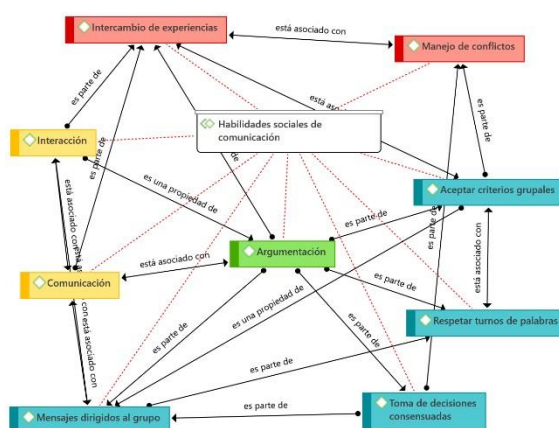 Intercambio de experiencias
está asociado con
Manejo de conflictos
es parte de
es parte de
está aso
Habilidades sociales de
comunicación
de
Interacción
es una propiedad de
es parte de
Aceptar criterios grupales
está asociado con
está asociado con
Argumentación
es parte de
está asociado con
Comunicación
es una propiedad de
es parte de
Respetar turnos de palabras
está asociado con
es parte de
es parte de
es parte de
Mensajes dirigidos al grupo
es parte de
Toma de decisiones
consensuadas